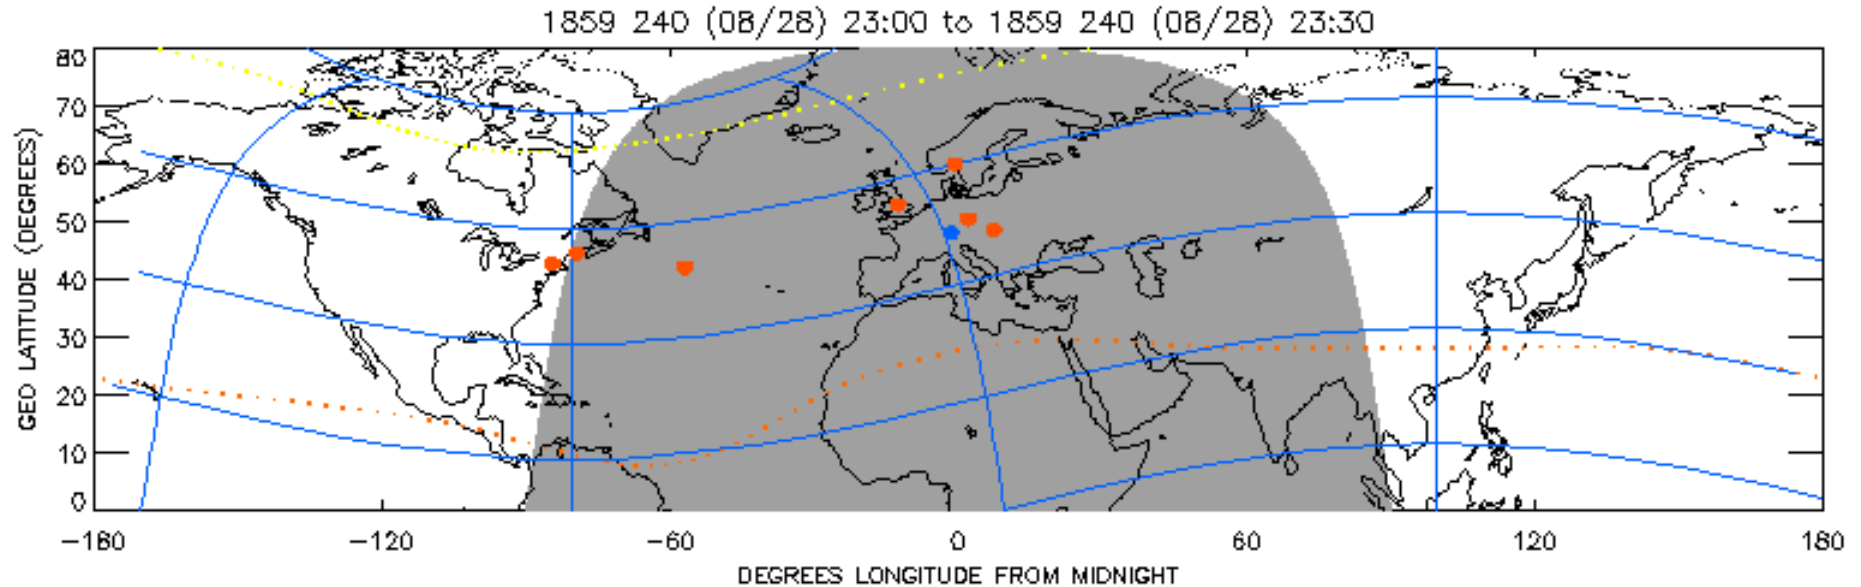 1859 240 (08/28) 23:00 to 1859 240 (08/28) 23:30
80
70
60
50
40
30
20
10
0
GEO LATITUDE (DEGREES)
-180 -120 -60 0 60 120 180
DEGREES LONGITUDE FROM MIDNIGHT